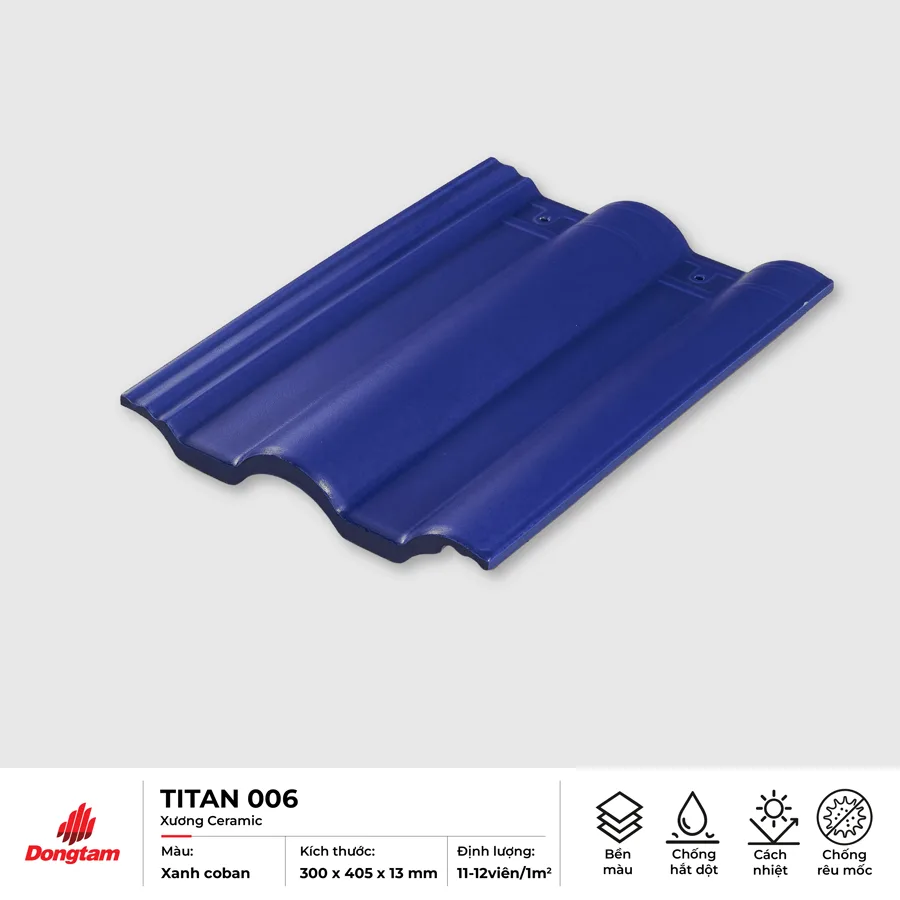 Dongtam
TITAN 006
Xương Ceramic
Màu:
Xanh coban
Kích thước:
300 x 405 x 13 mm
Định lượng:
11-12viên/1m²
Bền
màu
Chống
hắt dột
Cách
nhiệt
Chống
rêu mốc